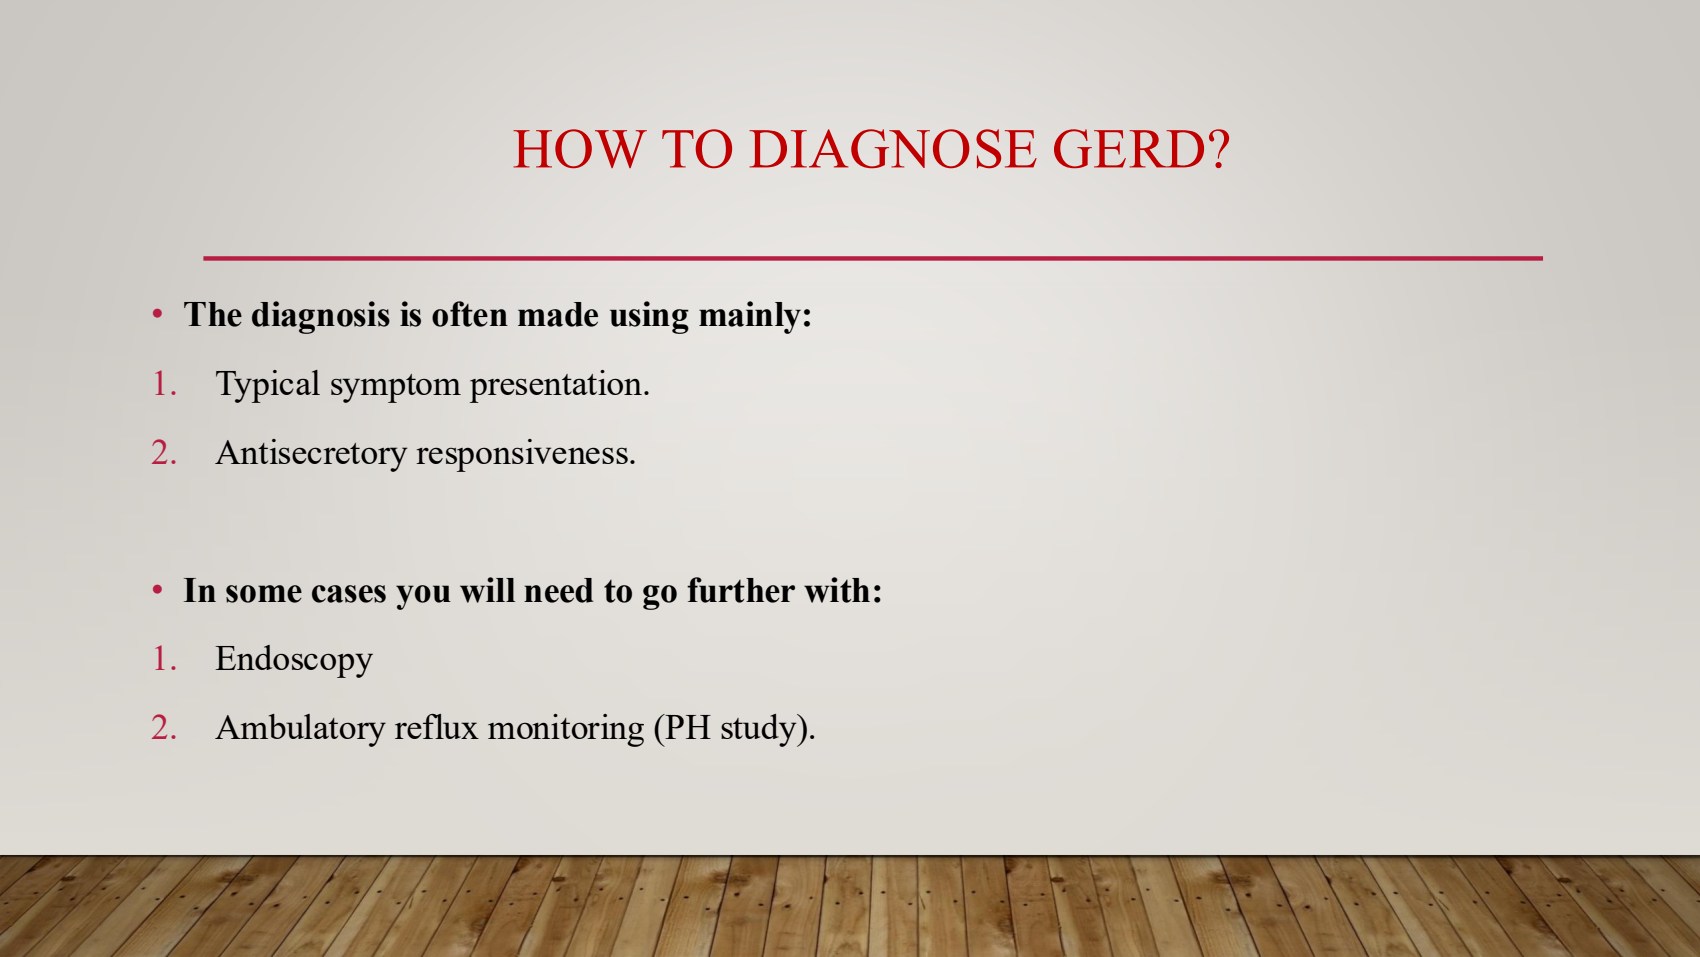 HOW TO DIAGNOSE GERD?
• The diagnosis is often made using mainly:
1. Typical symptom presentation.
2. Antisecretory responsiveness.
• In some cases you will need to go further with:
1. Endoscopy
2. Ambulatory reflux monitoring (PH study).